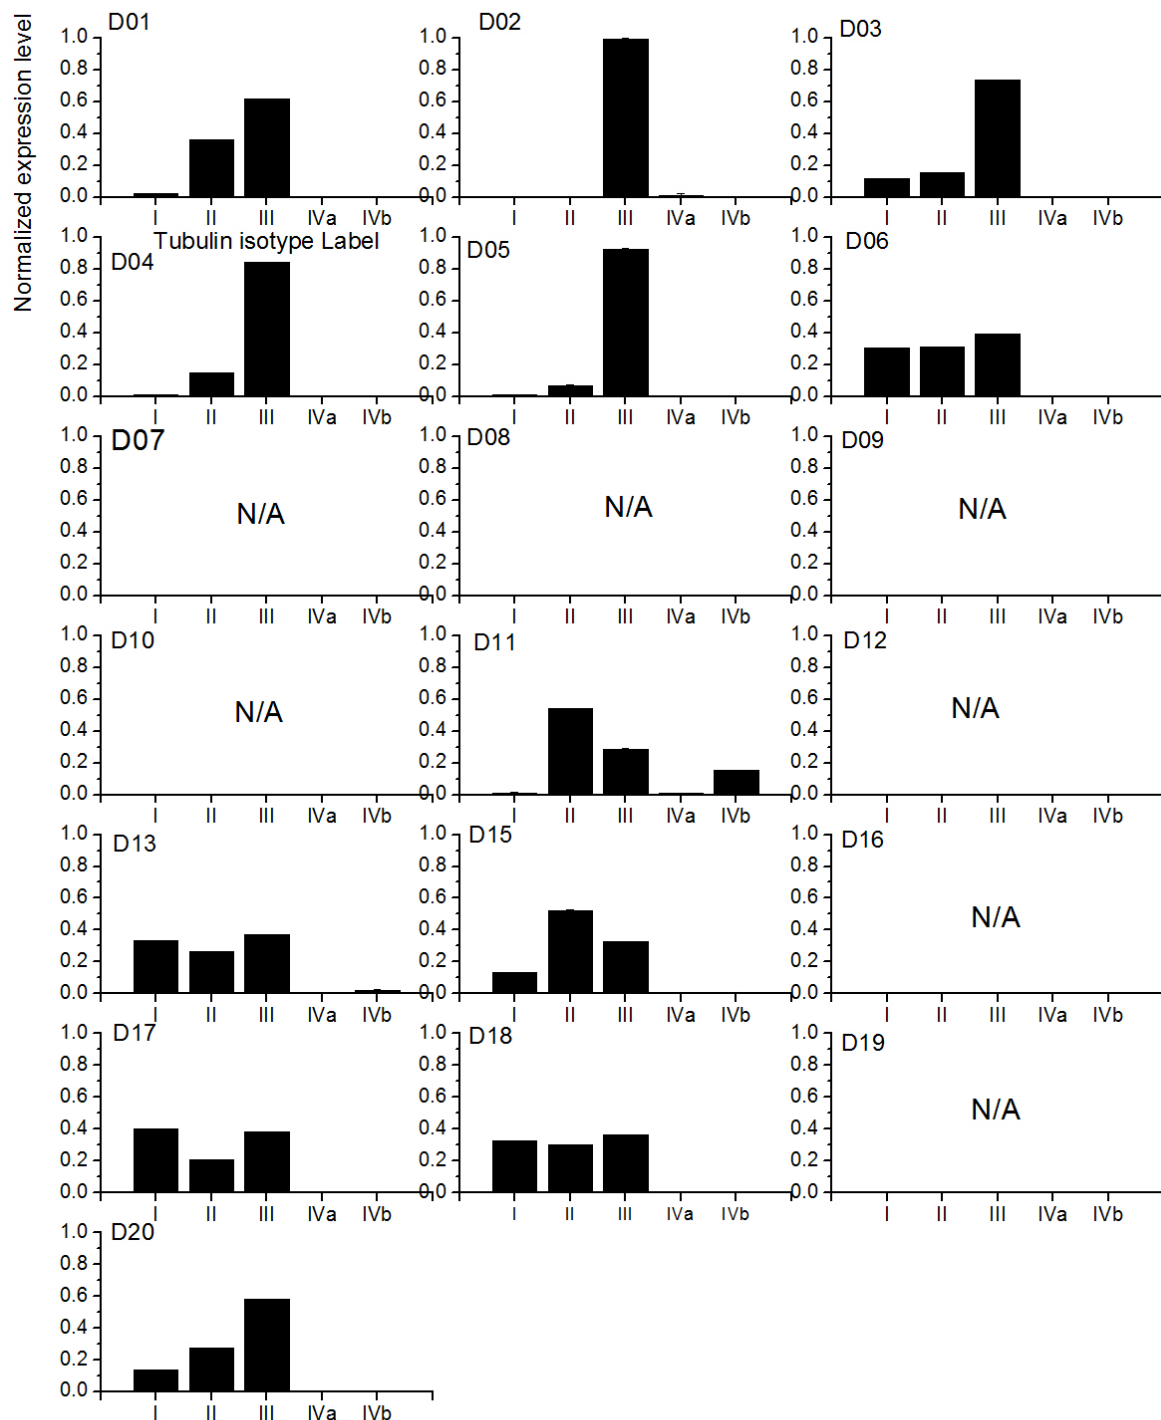 Normalized expression level
D01
1.0
0.8
0.6
0.4
0.2
0.0
I II III IVa IVb
Tubulin isotype Label
D02
1.0
0.8
0.6
0.4
0.2
0.0
I II III IVa IVb
D03
1.0
0.8
0.6
0.4
0.2
0.0
I II III IVa IVb
D04
1.0
0.8
0.6
0.4
0.2
0.0
I II III IVa IVb
D05
1.0
0.8
0.6
0.4
0.2
0.0
I II III IVa IVb
D06
1.0
0.8
0.6
0.4
0.2
0.0
I II III IVa IVb
D07
1.0
0.8
0.6
0.4
0.2
0.0
N/A
I II III IVa IVb
D08
1.0
0.8
0.6
0.4
0.2
0.0
N/A
I II III IVa IVb
D09
1.0
0.8
0.6
0.4
0.2
0.0
N/A
I II III IVa IVb
D10
1.0
0.8
0.6
0.4
0.2
0.0
N/A
I II III IVa IVb
D11
1.0
0.8
0.6
0.4
0.2
0.0
I II III IVa IVb
D12
1.0
0.8
0.6
0.4
0.2
0.0
N/A
I II III IVa IVb
D13
1.0
0.8
0.6
0.4
0.2
0.0
I II III IVa IVb
D15
1.0
0.8
0.6
0.4
0.2
0.0
I II III IVa IVb
D16
1.0
0.8
0.6
0.4
0.2
0.0
N/A
I II III IVa IVb
D17
1.0
0.8
0.6
0.4
0.2
0.0
I II III IVa IVb
D18
1.0
0.8
0.6
0.4
0.2
0.0
I II III IVa IVb
D19
1.0
0.8
0.6
0.4
0.2
0.0
N/A
I II III IVa IVb
D20
1.0
0.8
0.6
0.4
0.2
0.0
I II III IVa IVb